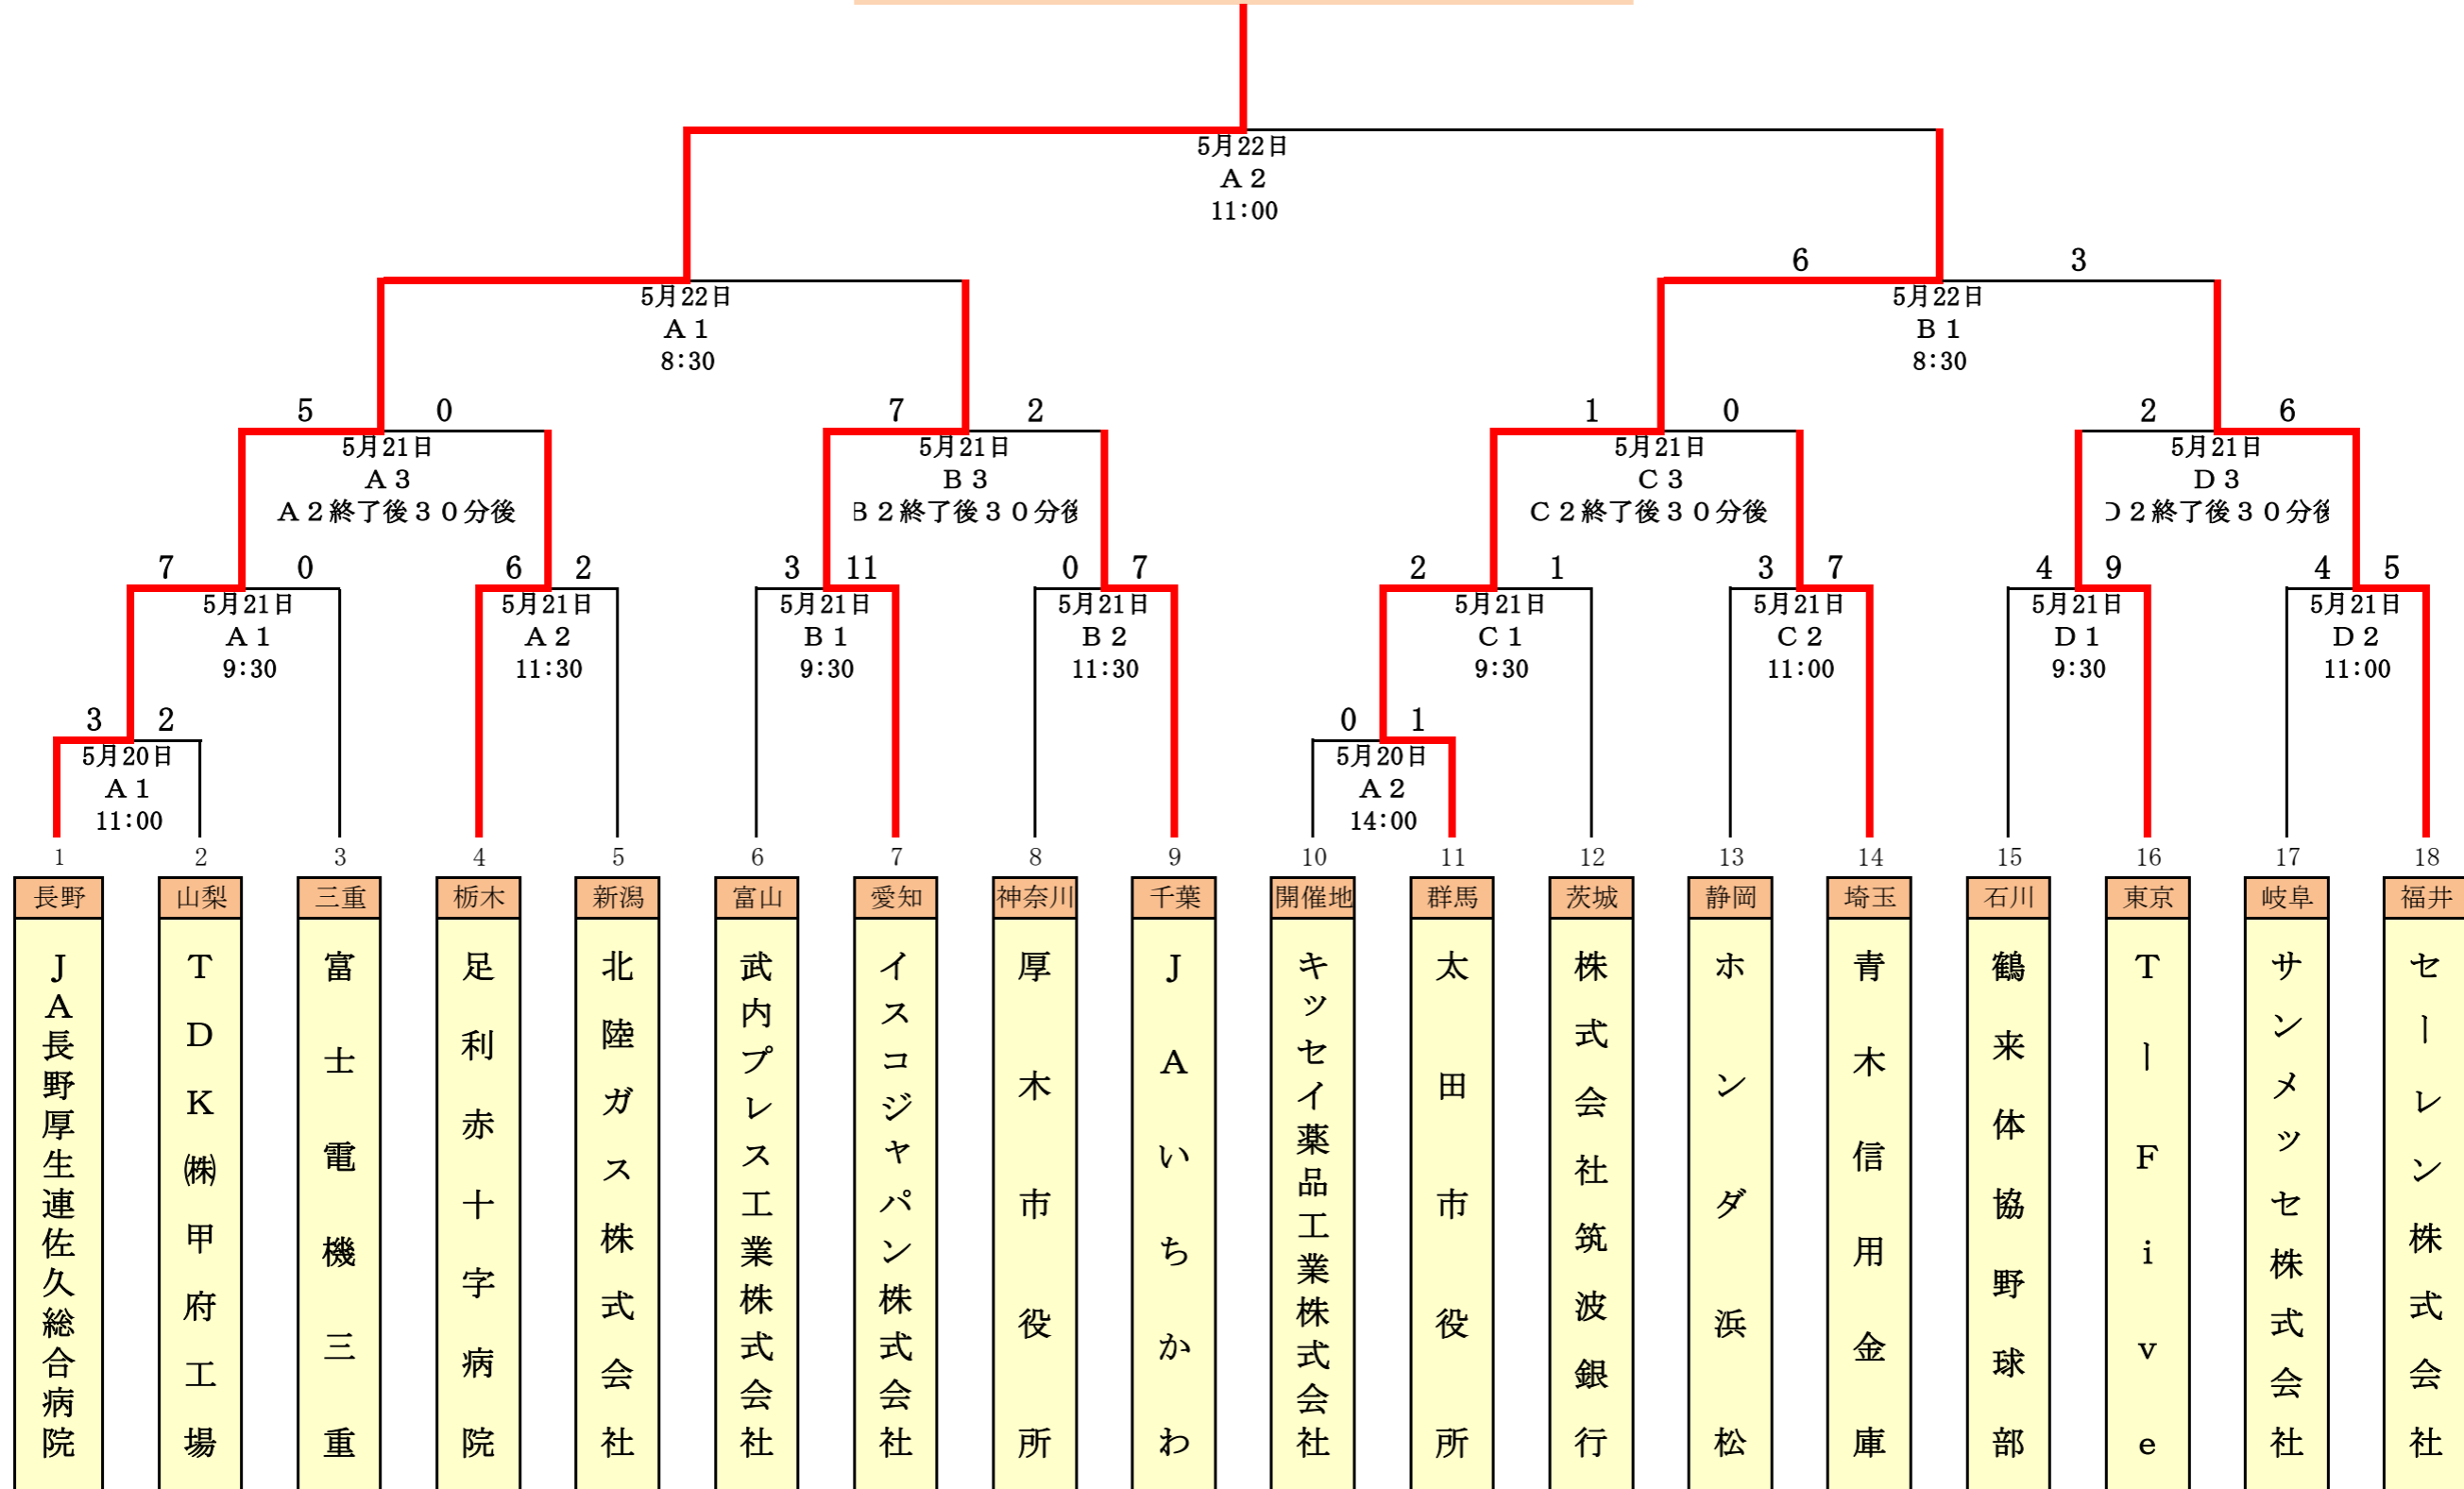 5月22日
A 2
11:00
6 3
5月22日
A 1
8:30
5月22日
B 1
8:30
5 0 7 2 1 0 2 6
5月21日
A 3
A 2 終了後３０分後
5月21日
B 3
B 2 終了後３０分後
5月21日
C 3
C 2 終了後３０分後
5月21日
D 3
D 2 終了後３０分後
7 0 6 2 3 11 0 7 2 1 3 7 4 9 4 5
5月21日
A 1
9:30
5月21日
A 2
11:30
5月21日
B 1
9:30
5月21日
B 2
11:30
5月21日
C 1
9:30
5月21日
C 2
11:00
5月21日
D 1
9:30
5月21日
D 2
11:00
3 2 0 1
5月20日
A 1
11:00
5月20日
A 2
14:00
1 2 3 4 5 6 7 8 9 10 11 12 13 14 15 16 17 18
長野 山梨 三重 栃木 新潟 富山 愛知 神奈川 千葉 開催地 群馬 茨城 静岡 埼玉 石川 東京 岐阜 福井
JA長野厚生連佐久総合病院
TDK㈱甲府工場
富士電機三重
足利赤十字病院
北陸ガス株式会社
武内プレス工業株式会社
イスコジャパン株式会社
厚木市役所
JAいちかわ
キッセイ薬品工業株式会社
太田市役所
株式会社筑波銀行
ホンダ浜松
青木信用金庫
鶴来体協野球部
TーFive
サンメッセ株式会社
セーレン株式会社